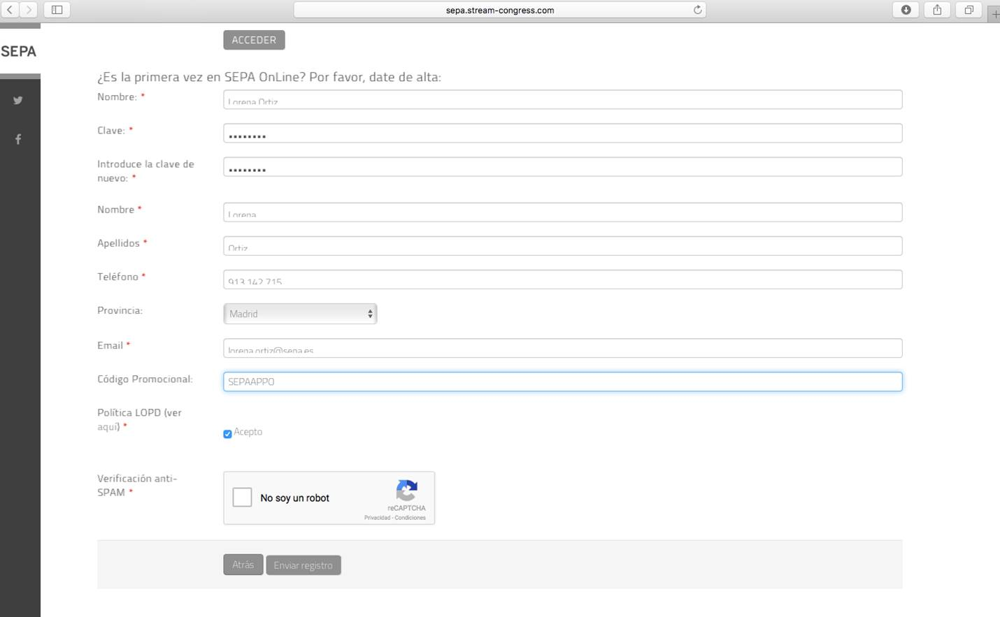 sepa.stream-congress.com
ACCEDER
SEPA
¿Es la primera vez en SEPA OnLine? Por favor, date de alta:
Nombre: *
Lorena Ortiz
Clave: *
••••••••
Introduce la clave de
nuevo: *
••••••••
Nombre *
Lorena
Apellidos *
Ortiz
Teléfono *
913 142 715
Provincia:
Madrid
Email *
lorena.ortiz@sepa.es
Código Promocional:
SEPAAPP0
Política LOPD (ver
aquí) *
Acepto
Verificación anti-
SPAM *
No soy un robot
reCAPTCHA
Privacidad - Condiciones
Atrás
Enviar registro